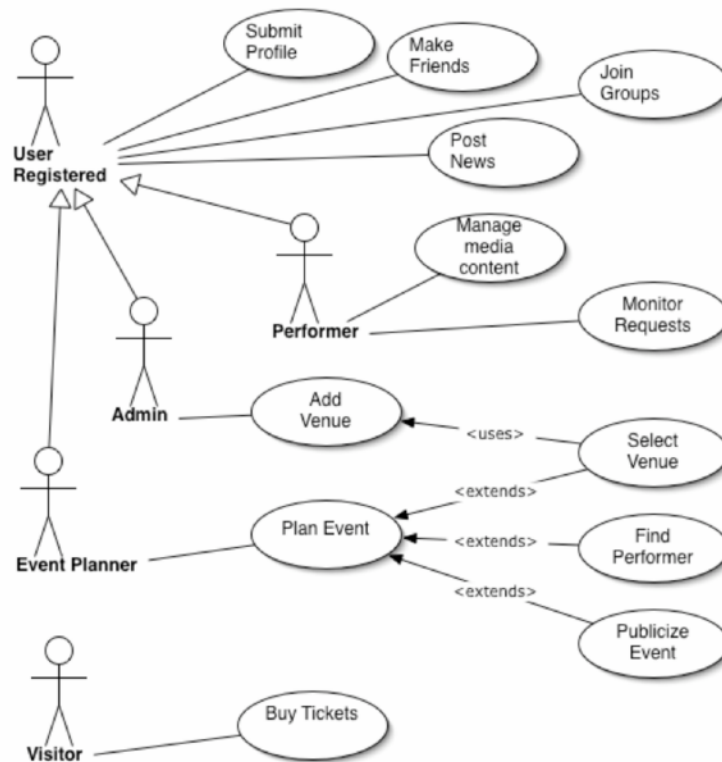 Submit
Profile
Make
Friends
Join
Groups
User
Registered
Post
News
Manage
media
content
Performer
Monitor
Requests
Admin
Add
Venue
<uses>
Select
Venue
<extends>
Event Planner
Plan Event
<extends>
Find
Performer
<extends>
Publicize
Event
Visitor
Buy Tickets